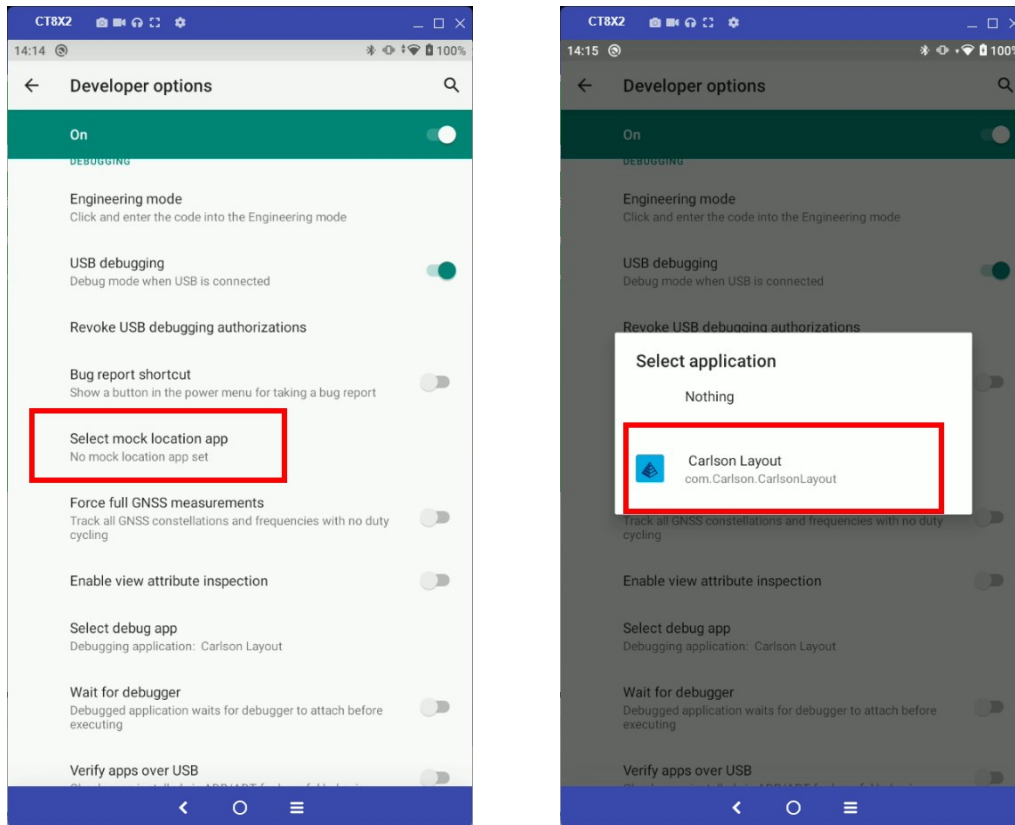 CT8X2
14:14
100%
Developer options
On
DEBUGGING
Engineering mode
Click and enter the code into the Engineering mode
USB debugging
Debug mode when USB is connected
Revoke USB debugging authorizations
Bug report shortcut
Show a button in the power menu for taking a bug report
Select mock location app
No mock location app set
Force full GNSS measurements
Track all GNSS constellations and frequencies with no duty
cycling
Enable view attribute inspection
Select debug app
Debugging application: Carlson Layout
Wait for debugger
Debugged application waits for debugger to attach before
executing
Verify apps over USB
CT8X2
14:15
100%
Developer options
On
DEBUGGING
Engineering mode
Click and enter the code into the Engineering mode
USB debugging
Debug mode when USB is connected
Revoke USB debugging authorizations
Select application
Nothing
Carlson Layout
com.Carlson.CarlsonLayout
Track all GNSS constellations and frequencies with no duty
cycling
Enable view attribute inspection
Select debug app
Debugging application: Carlson Layout
Wait for debugger
Debugged application waits for debugger to attach before
executing
Verify apps over USB